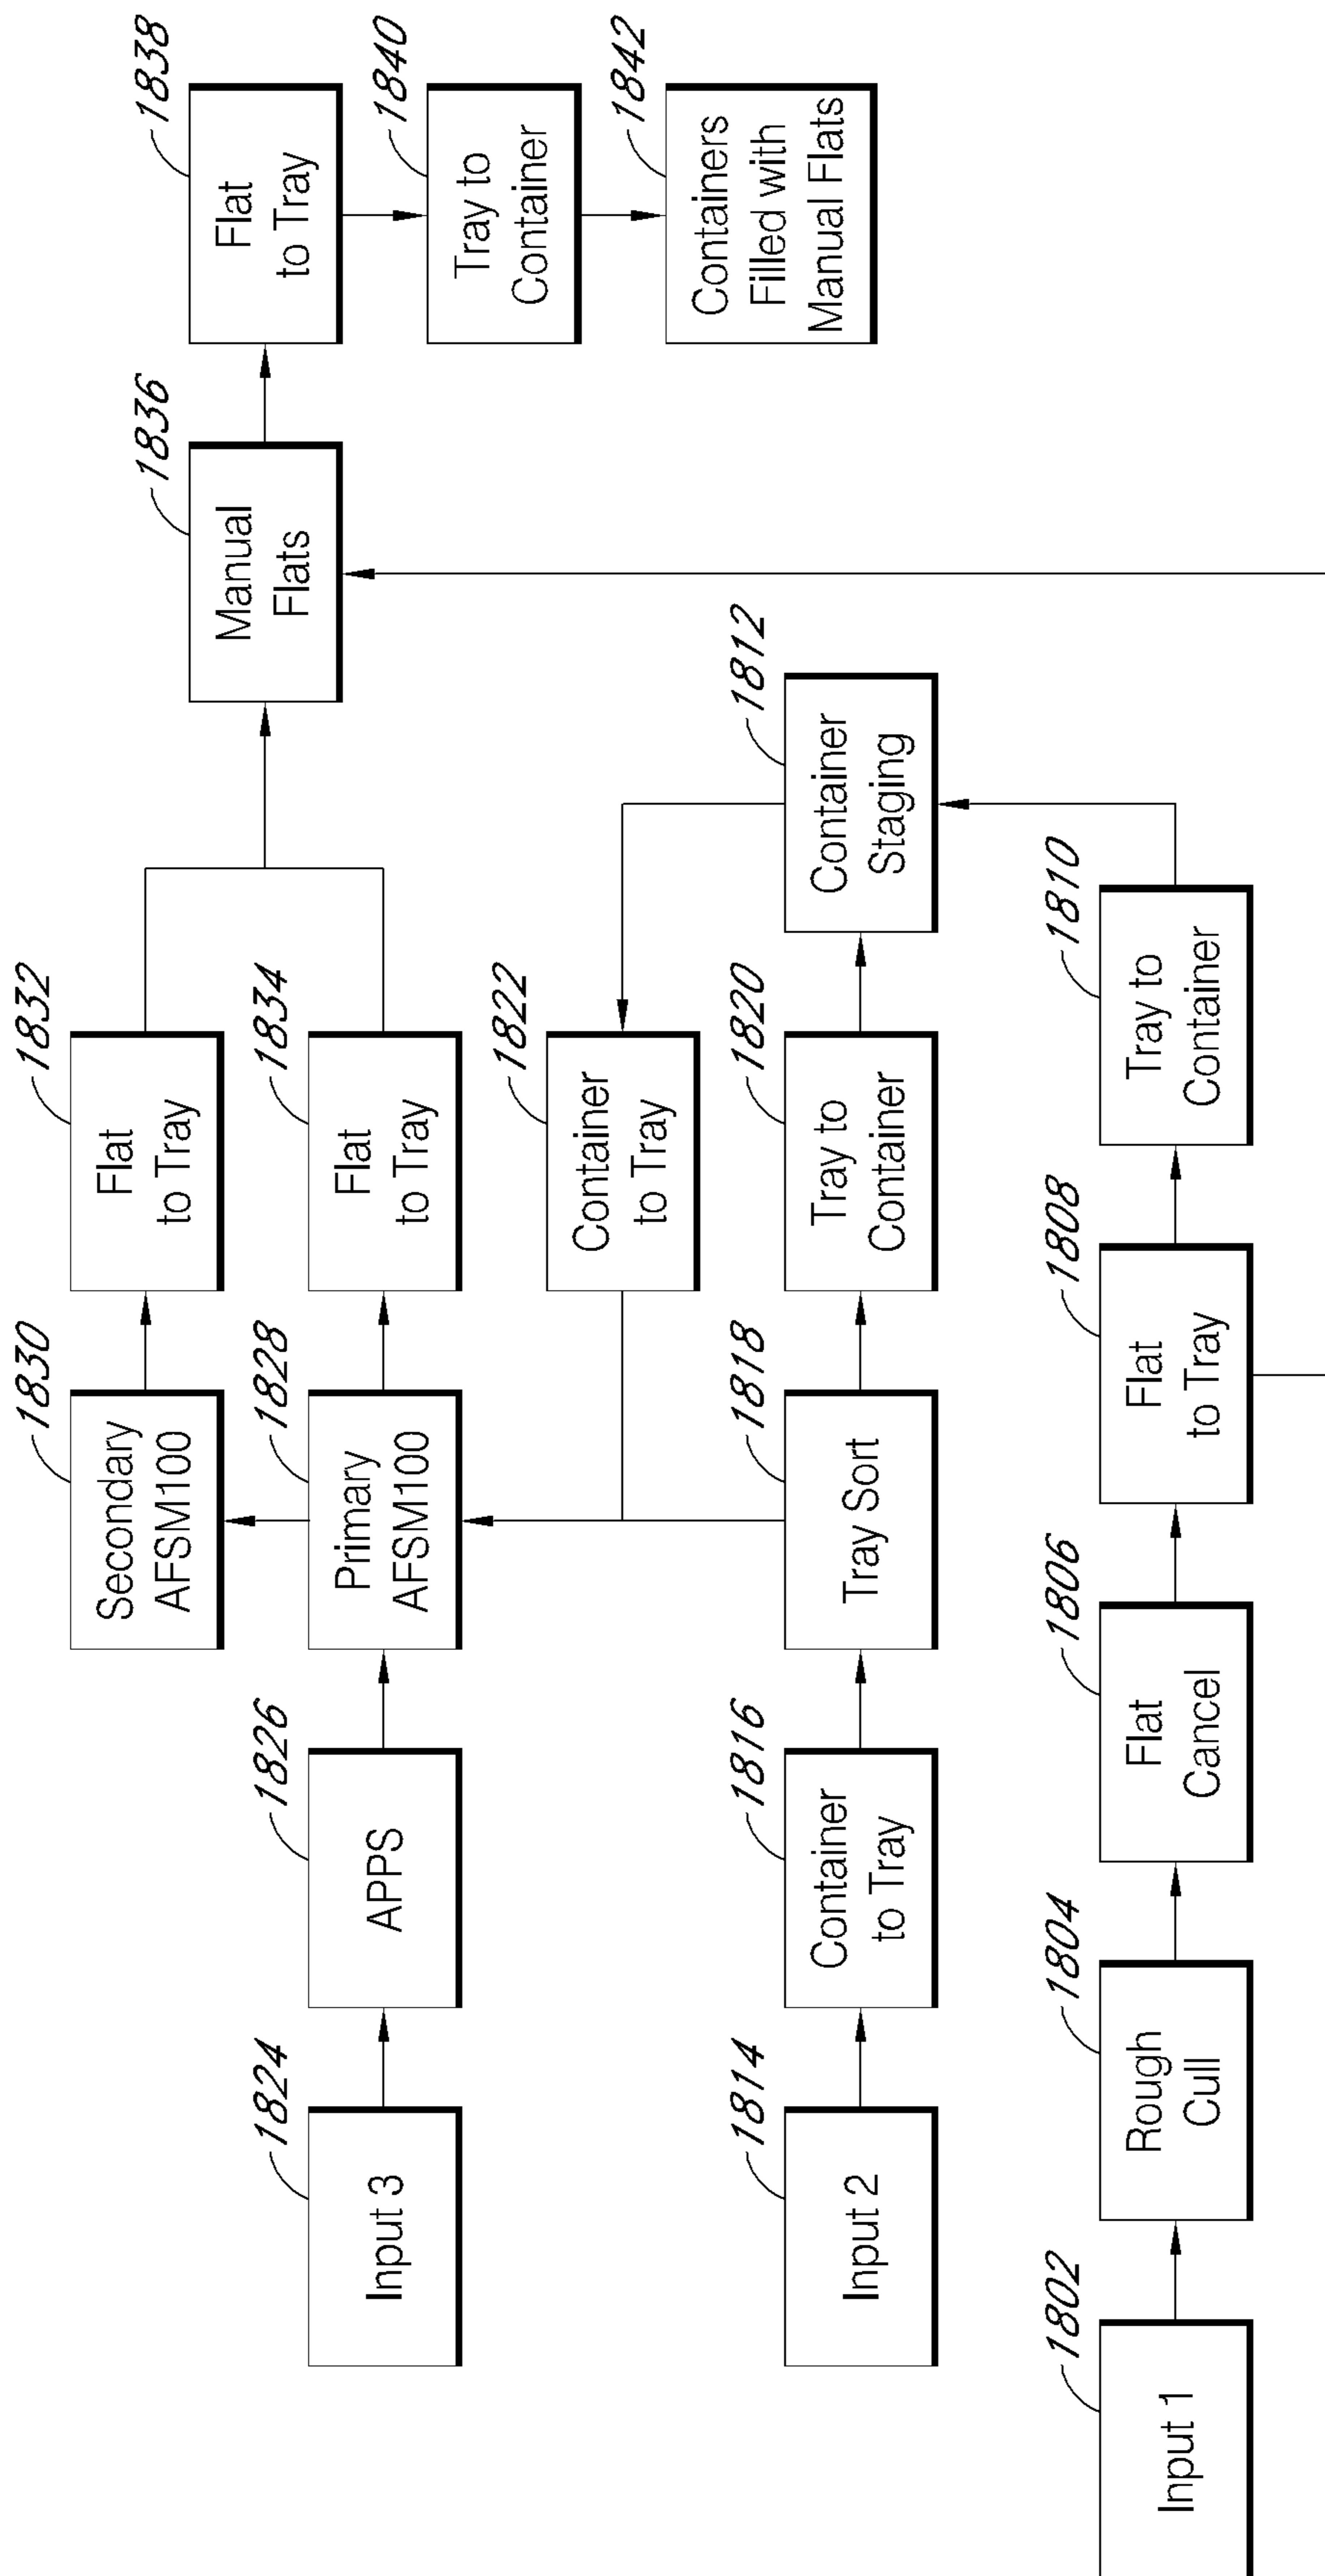 1830
Secondary
AFSM100
1832
Flat
to Tray
1824
Input 3
1826
APPS
1828
Primary
AFSM100
1834
Flat
to Tray
1836
Manual
Flats
1838
Flat
to Tray
1840
Tray to
Container
1842
Containers
Filled with
Manual Flats
1822
Container
to Tray
1814
Input 2
1816
Container
to Tray
1818
Tray Sort
1820
Tray to
Container
1812
Container
Staging
1802
Input 1
1804
Rough
Cull
1806
Flat
Cancel
1808
Flat
to Tray
1810
Tray to
Container